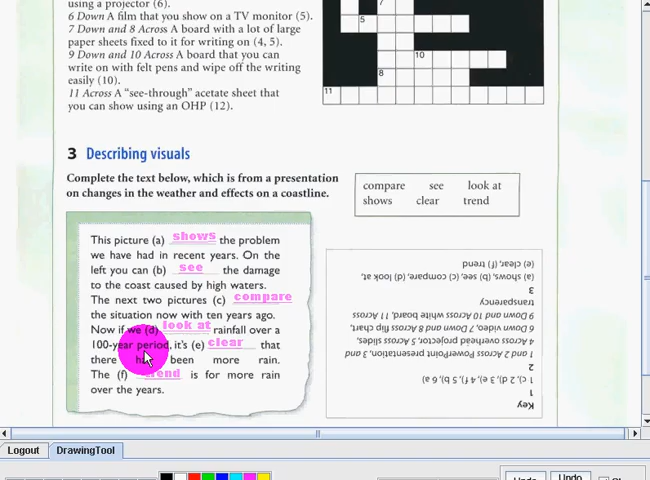 using a projector (6).
6 Down A film that you show on a TV monitor (5).
7 Down and 8 Across A board with a lot of large
paper sheets fixed to it for writing on (4, 5).
9 Down and 10 Across A board that you can
write on with felt pens and wipe off the writing
easily (10).
11 Across A “see-through” acetate sheet that
you can show using an OHP (12).
7
5
10
8
11
3 Describing visuals
Complete the text below, which is from a presentation
on changes in the weather and effects on a coastline.
compare see look at
shows clear trend
This picture (a) shows the problem
we have had in recent years. On the
left you can (b) see the damage
to the coast caused by high waters.
The next two pictures (c) compare
the situation now with ten years ago.
Now if we (d) look at rainfall over a
100-year period, it's (e) clear that
there has been more rain.
The (f) trend is for more rain
over the years.
Key
1
1 c), 2 d), 3 e), 4 f), 5 b), 6 a)
2
1 and 2 Across PowerPoint presentation, 3 and
4 Across overhead projector, 5 Across slides,
6 Down video, 7 Down and 8 Across flip chart,
9 Down and 10 Across white board, 11 Across
transparency
3
(a) shows, (b) see, (c) compare, (d) look at,
(e) clear, (f) trend
Logout DrawingTool
Undo Undo